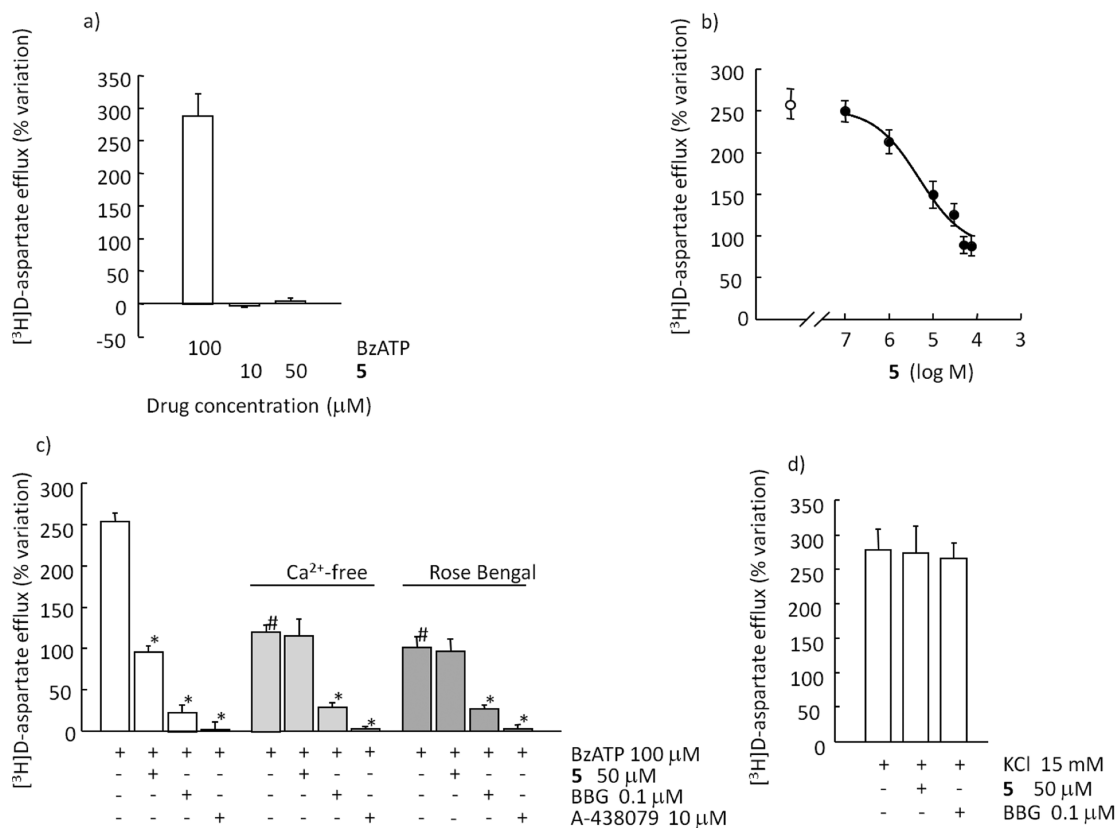 a)
[³H]D-aspartate efflux (% variation)
350
300
250
200
150
100
50
0
-50
100 BzATP
10 50 5
Drug concentration (μM)
b)
[³H]D-aspartate efflux (% variation)
300
250
200
150
100
50
0
7 6 5 4 3
5 (log M)
c)
[³H]D-aspartate efflux (% variation)
300
250
200
150
100
50
0
Ca²⁺-free Rose Bengal
# #
* * * * * * *
+ + + + + + + + + + + + BzATP 100 μM
- + - - - + - - - + - - 5 50 μM
- - + - - - + - - - + - BBG 0.1 μM
- - - + - - - + - - - + A-438079 10 μM
d)
[³H]D-aspartate efflux (% variation)
350
300
250
200
150
100
50
0
+ + + KCl 15 mM
- + - 5 50 μM
- - + BBG 0.1 μM